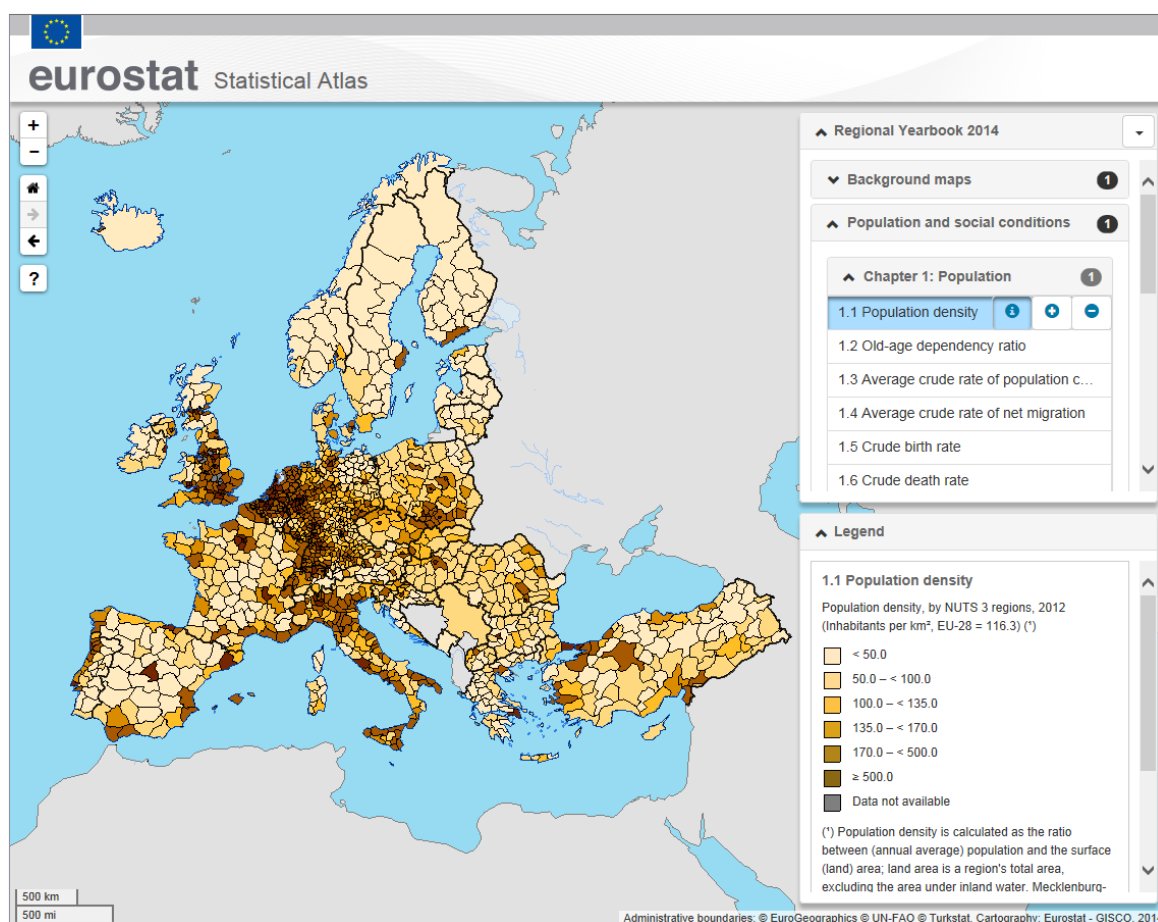 eurostat Statistical Atlas
+
−
?
Regional Yearbook 2014
Background maps 1
Population and social conditions 1
Chapter 1: Population 1
1.1 Population density
1.2 Old-age dependency ratio
1.3 Average crude rate of population c...
1.4 Average crude rate of net migration
1.5 Crude birth rate
1.6 Crude death rate
Legend
1.1 Population density
Population density, by NUTS 3 regions, 2012
(Inhabitants per km², EU-28 = 116.3) (¹)
< 50.0
50.0 – < 100.0
100.0 – < 135.0
135.0 – < 170.0
170.0 – < 500.0
≥ 500.0
Data not available
(¹) Population density is calculated as the ratio
between (annual average) population and the surface
(land) area; land area is a region's total area,
excluding the area under inland water. Mecklenburg-
500 km
500 mi
Administrative boundaries: © EuroGeographics © UN-FAO © Turkstat, Cartography: Eurostat - GISCO, 201